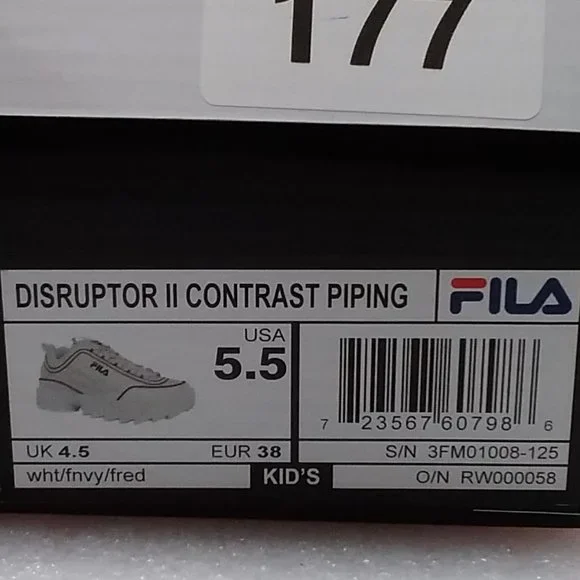 177
DISRUPTOR II CONTRAST PIPING FILA
FILA
USA
5.5
7 23567 60798 6
UK 4.5 EUR 38
S/N 3FM01008-125
wht/fnvy/fred KID'S O/N RW000058